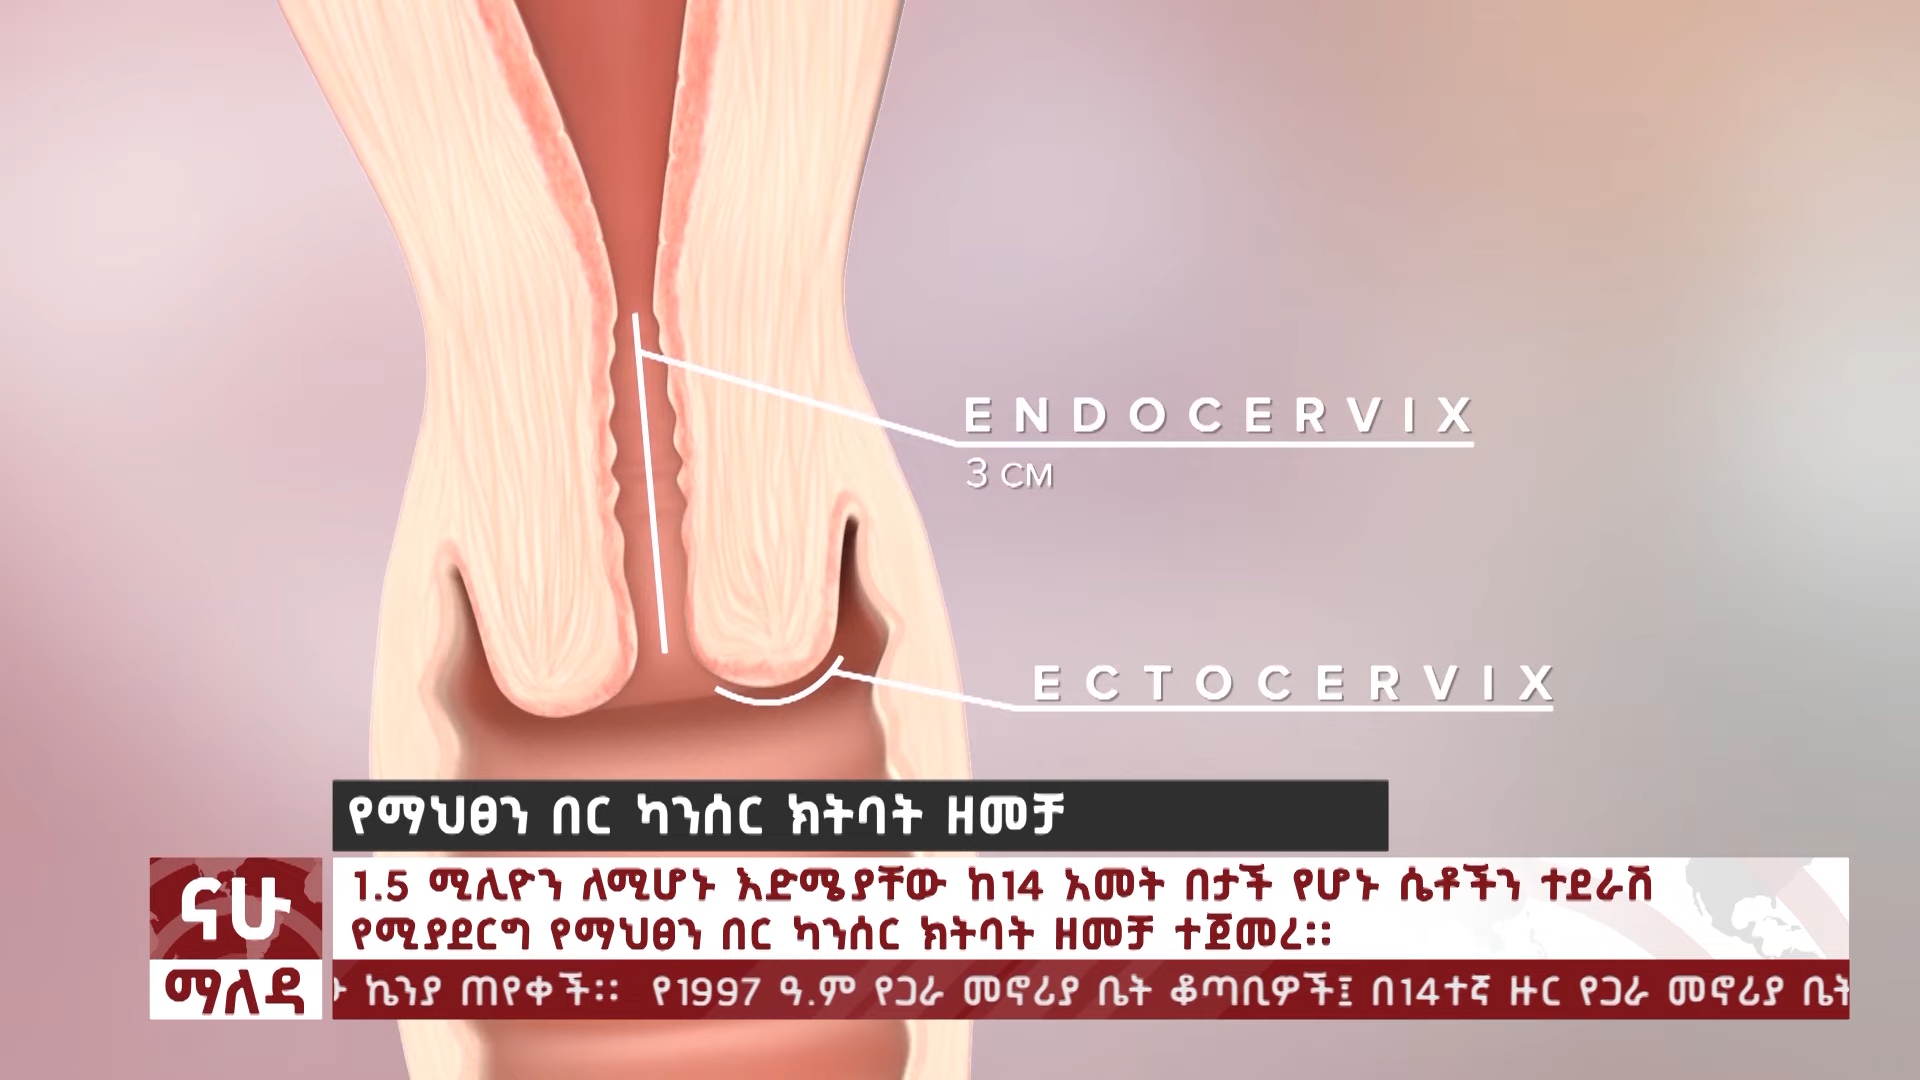 ENDOCERVIX
3 CM
ECTOCERVIX
የማህፀን በር ካንሰር ክትባት ዘመቻ
1.5 ሚሊዮን ለሚሆኑ እድሜያቸው ከ14 አመት በታች የሆኑ ሴቶችን ተደራሽ
የሚያደርግ የማህፀን በር ካንሰር ክትባት ዘመቻ ተጀመረ።
ናሁ
ማለዳ
ኬንያ ጠየቀች። የ1997 ዓ.ም የጋራ መኖሪያ ቤት ቆጣቢዎች፤ በ14ተኛ ዙር የጋራ መኖሪያ ቤት